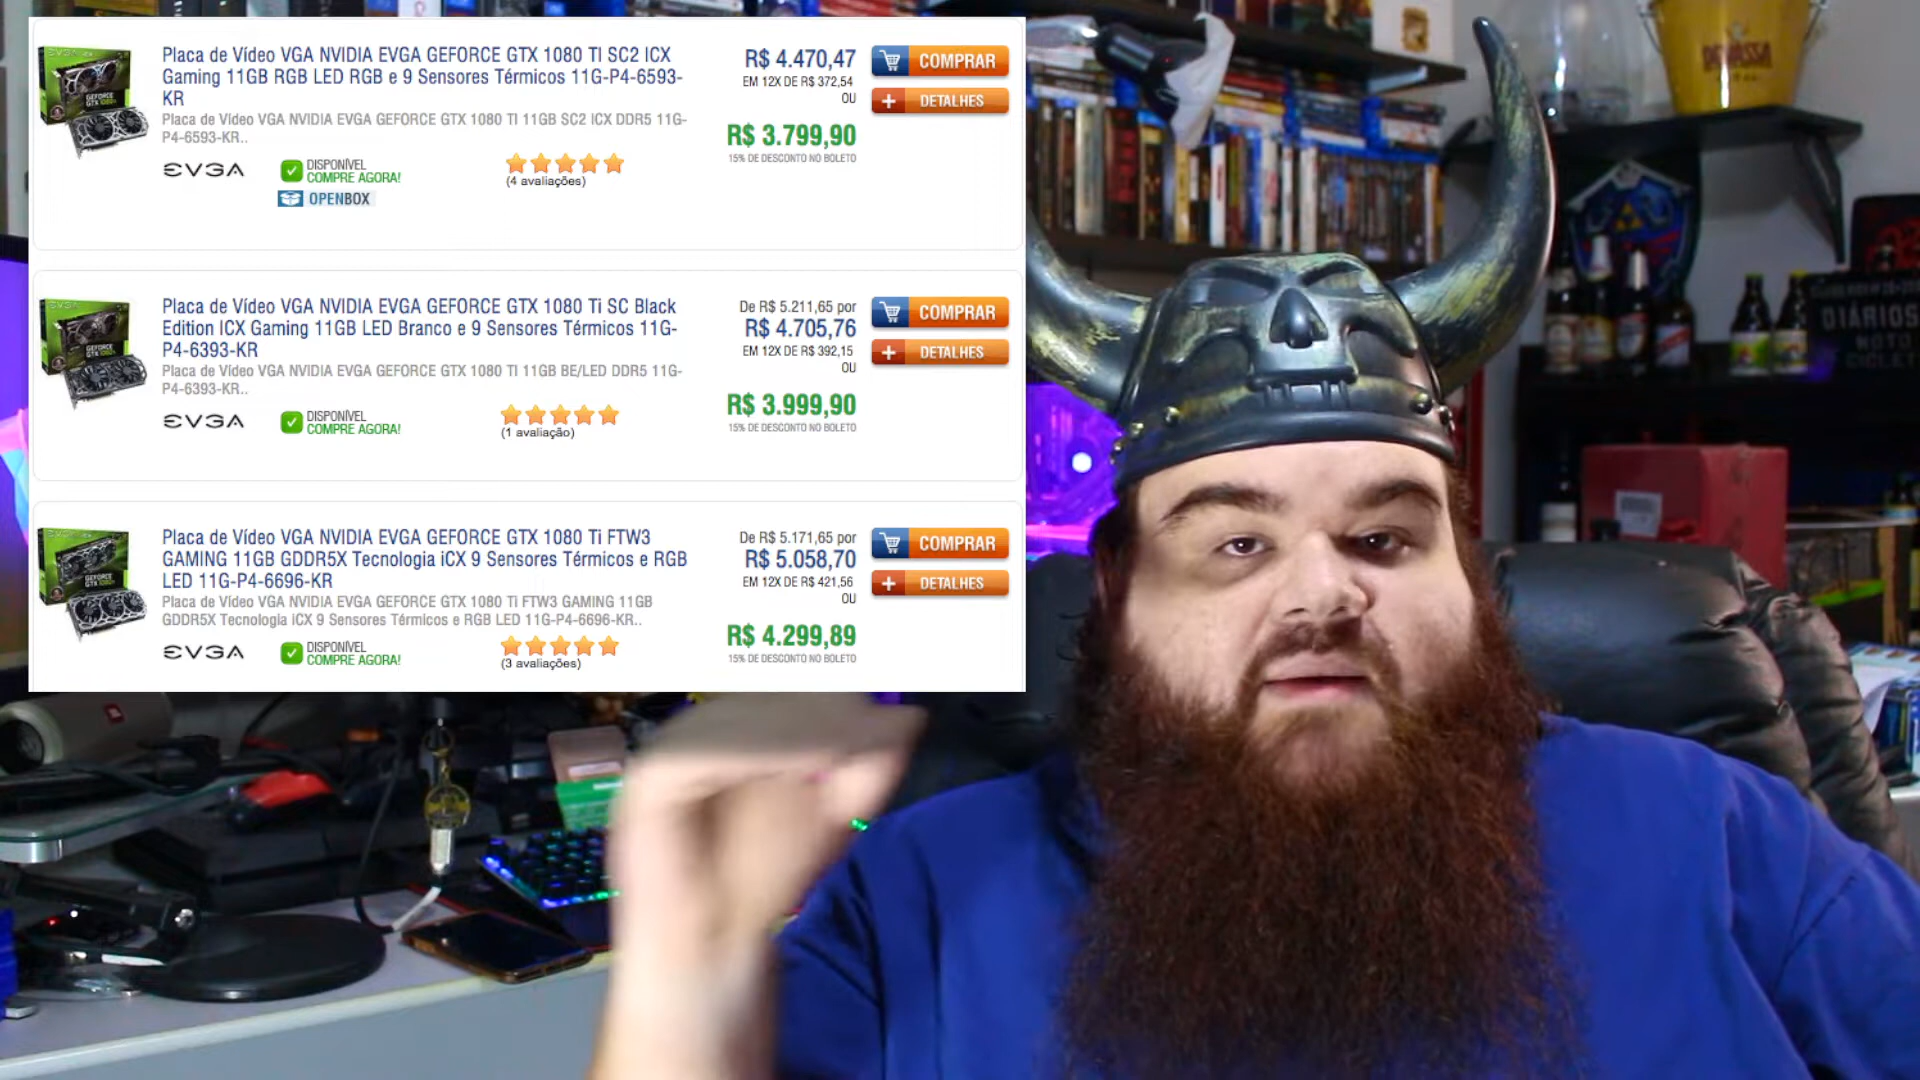 Placa de Vídeo VGA NVIDIA EVGA GEFORCE GTX 1080 TI SC2 ICX
Gaming 11GB RGB LED RGB e 9 Sensores Térmicos 11G-P4-6593-
KR
Placa de Vídeo VGA NVIDIA EVGA GEFORCE GTX 1080 TI 11GB SC2 ICX DDR5 11G-
P4-6593-KR..
EVGA
DISPONÍVEL
COMPRE AGORA!
OPENBOX
(4 avaliações)
R$ 4.470,47
EM 12X DE R$ 372,54
OU
R$ 3.799,90
15% DE DESCONTO NO BOLETO
COMPRAR
+ DETALHES
Placa de Vídeo VGA NVIDIA EVGA GEFORCE GTX 1080 Ti SC Black
Edition ICX Gaming 11GB LED Branco e 9 Sensores Térmicos 11G-
P4-6393-KR
Placa de Vídeo VGA NVIDIA EVGA GEFORCE GTX 1080 TI 11GB BE/LED DDR5 11G-
P4-6393-KR..
EVGA
DISPONÍVEL
COMPRE AGORA!
(1 avaliação)
De R$ 5.211,65 por
R$ 4.705,76
EM 12X DE R$ 392,15
OU
R$ 3.999,90
15% DE DESCONTO NO BOLETO
COMPRAR
+ DETALHES
Placa de Vídeo VGA NVIDIA EVGA GEFORCE GTX 1080 Ti FTW3
GAMING 11GB GDDR5X Tecnologia iCX 9 Sensores Térmicos e RGB
LED 11G-P4-6696-KR
Placa de Vídeo VGA NVIDIA EVGA GEFORCE GTX 1080 Ti FTW3 GAMING 11GB
GDDR5X Tecnologia iCX 9 Sensores Térmicos e RGB LED 11G-P4-6696-KR..
EVGA
DISPONÍVEL
COMPRE AGORA!
(3 avaliações)
De R$ 5.171,65 por
R$ 5.058,70
EM 12X DE R$ 421,56
OU
R$ 4.299,89
15% DE DESCONTO NO BOLETO
COMPRAR
+ DETALHES
DEVASSA
DIÁRIOS
MOTO
CICLET
JBL